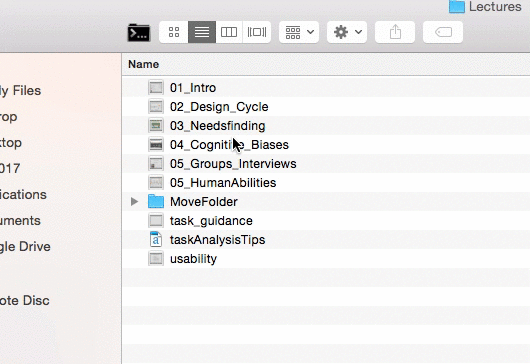 Lectures
Name
ly Files
rop
ktop
017
ications
uments
gle Drive
ote Disc
01_Intro
02_Design_Cycle
03_Needsfinding
04_Cognitive_Biases
05_Groups_Interviews
05_HumanAbilities
MoveFolder
task_guidance
taskAnalysisTips
usability